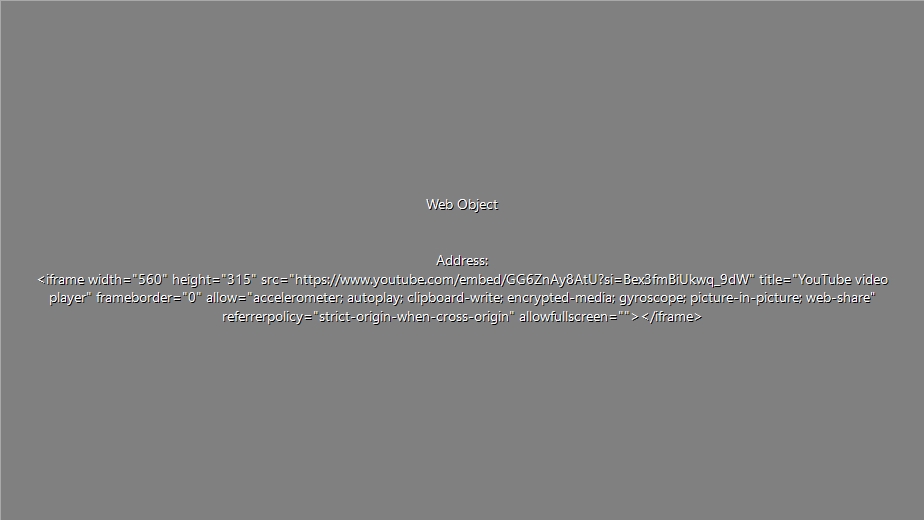 Web Object
Address:
<iframe width="560" height="315" src="https://www.youtube.com/embed/GG6ZnAy8AtU?si=Bex3fmBiUkwq_9dW" title="YouTube video
player" frameborder="0" allow="accelerometer; autoplay; clipboard-write; encrypted-media; gyroscope; picture-in-picture; web-share"
referrerpolicy="strict-origin-when-cross-origin" allowfullscreen=""></iframe>